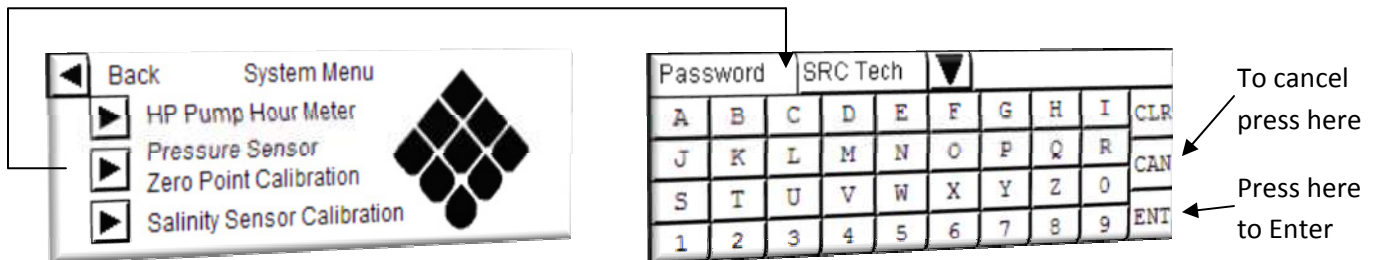 Back System Menu
HP Pump Hour Meter
Pressure Sensor
Zero Point Calibration
Salinity Sensor Calibration
Password SRC Tech
A B C D E F G H I CLR
J K L M N O P Q R CAN
S T U V W X Y Z 0 ENT
1 2 3 4 5 6 7 8 9
To cancel
press here
Press here
to Enter